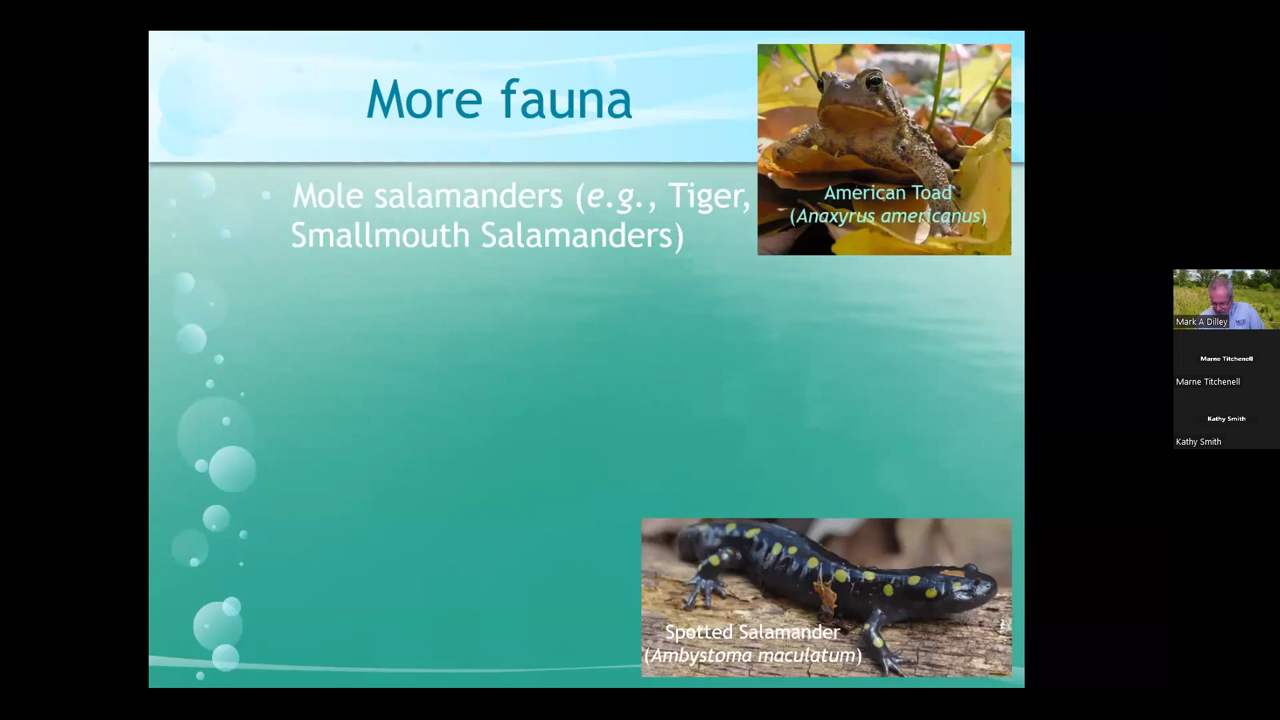 More fauna
Mole salamanders (e.g., Tiger,
Smallmouth Salamanders)
American Toad
(Anaxyrus americanus)
Spotted Salamander
(Ambystoma maculatum)
Mark A Dilley
Marne Titchenell
Marne Titchenell
Kathy Smith
Kathy Smith